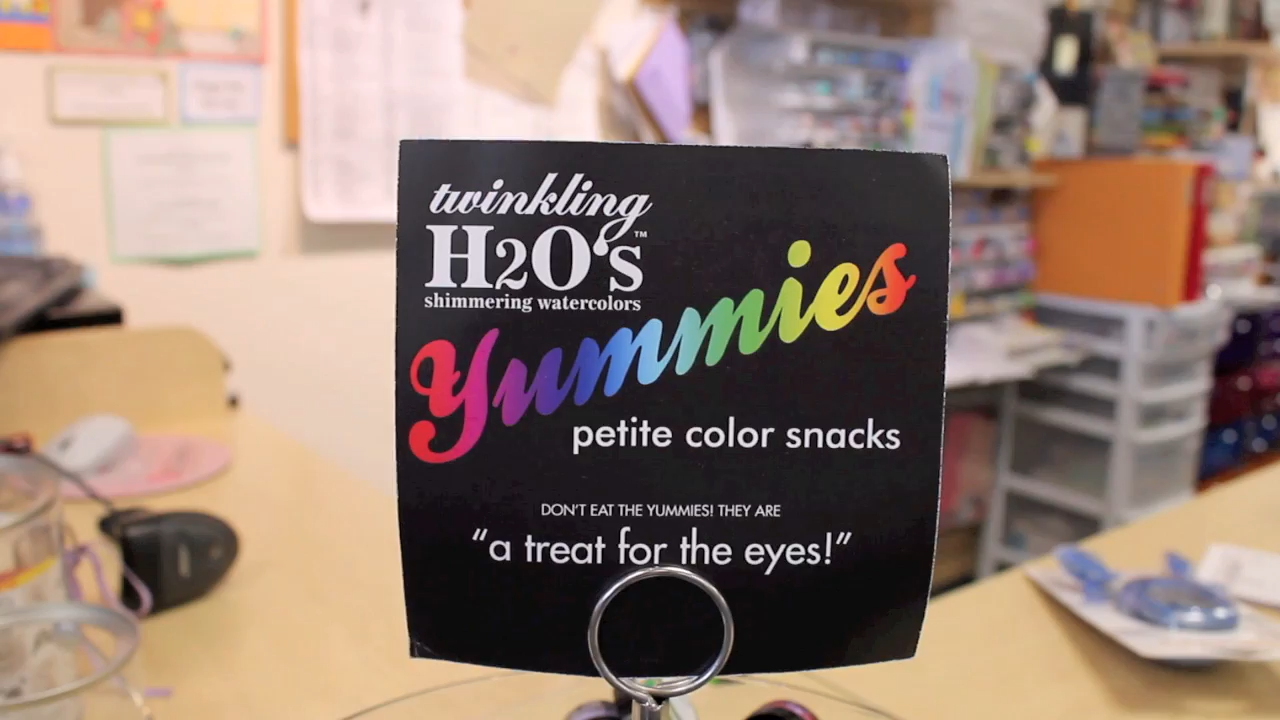 twinkling
H2O's™
shimmering watercolors
Yummies
petite color snacks
DON'T EAT THE YUMMIES! THEY ARE
"a treat for the eyes!"